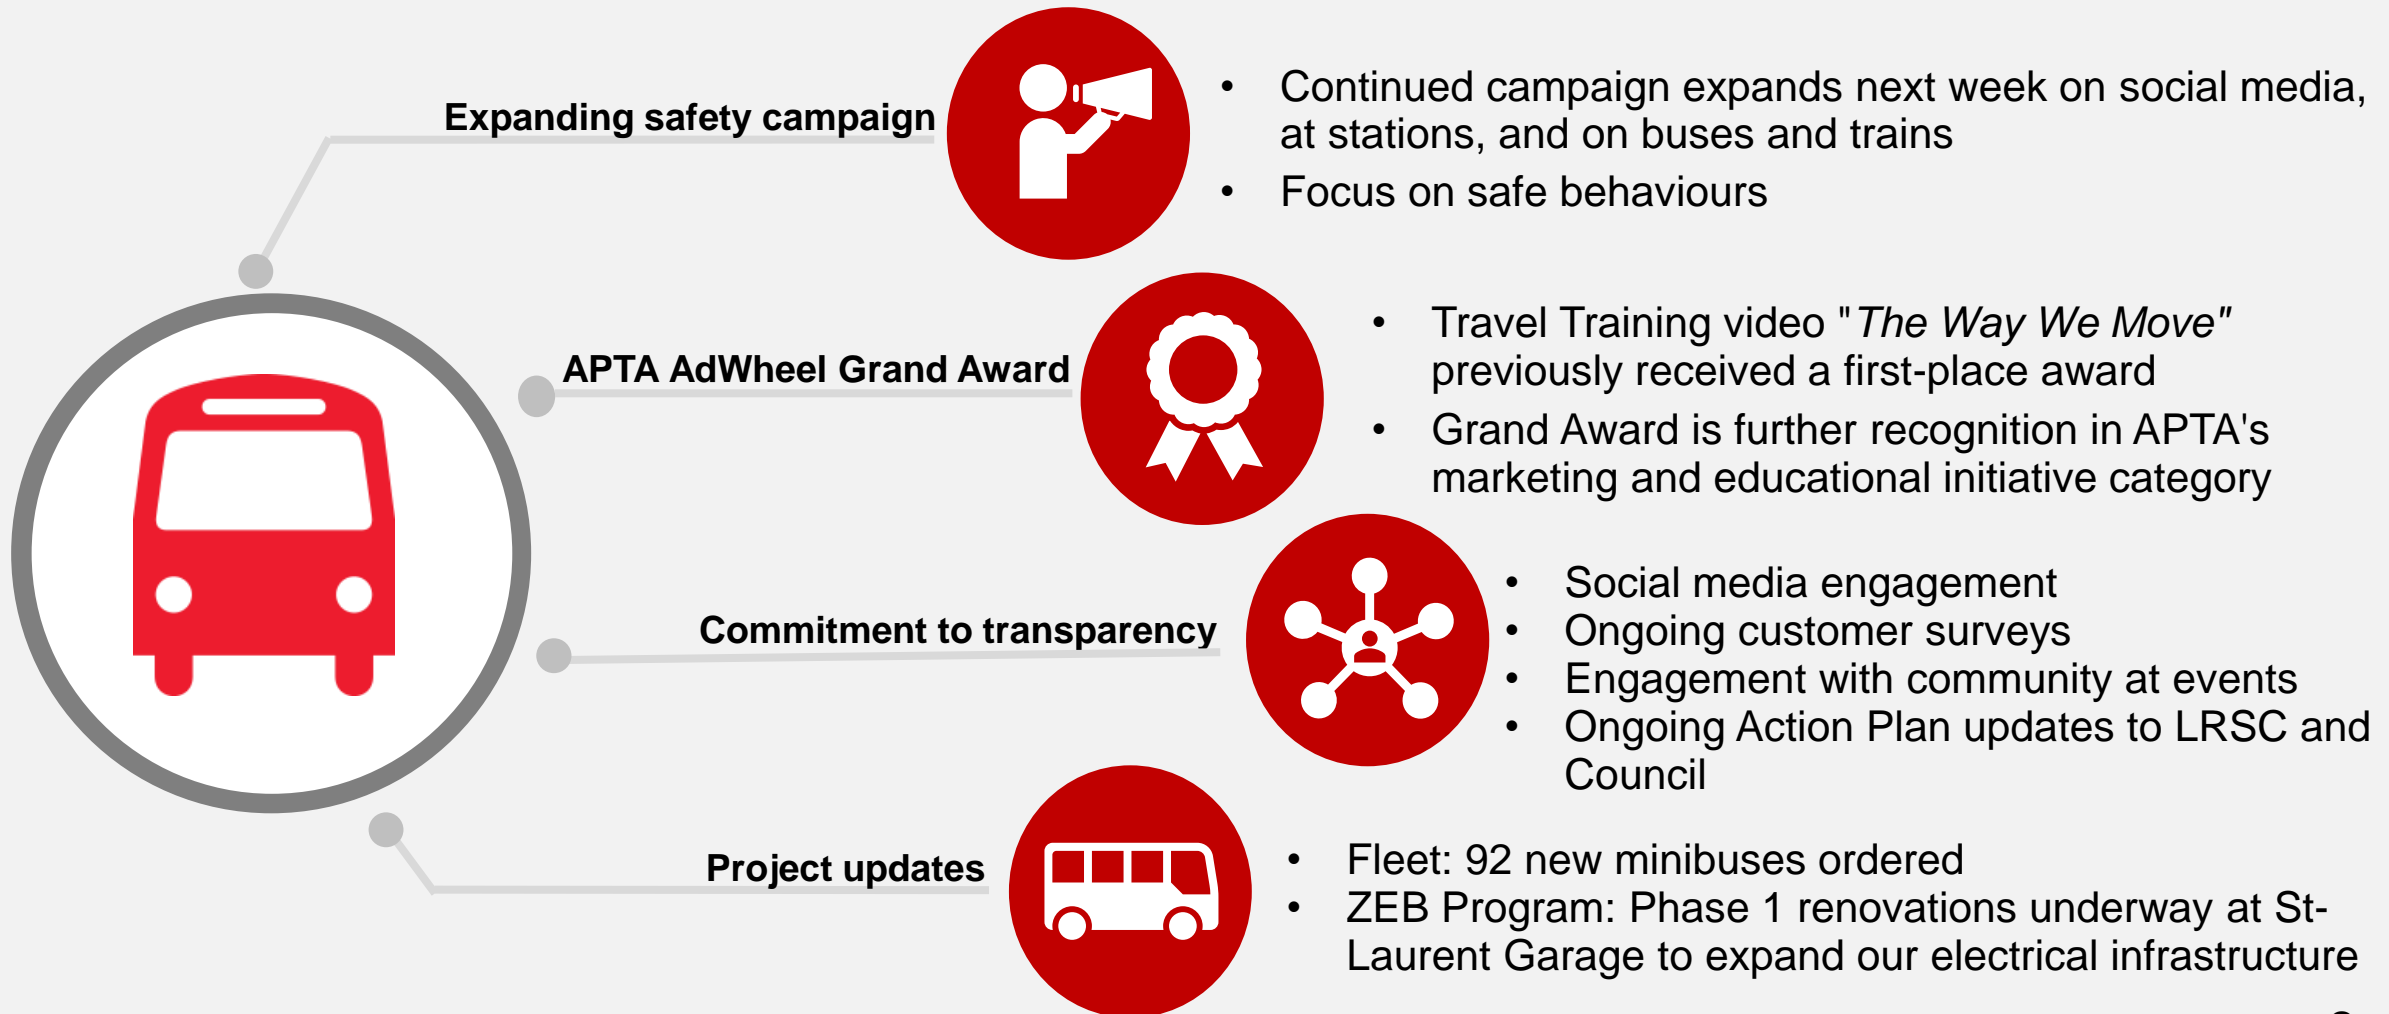 Expanding safety campaign
• Continued campaign expands next week on social media,
at stations, and on buses and trains
• Focus on safe behaviours
APTA AdWheel Grand Award
• Travel Training video "The Way We Move"
previously received a first-place award
• Grand Award is further recognition in APTA's
marketing and educational initiative category
Commitment to transparency
• Social media engagement
• Ongoing customer surveys
• Engagement with community at events
• Ongoing Action Plan updates to LRSC and
Council
Project updates
• Fleet: 92 new minibuses ordered
• ZEB Program: Phase 1 renovations underway at St-
Laurent Garage to expand our electrical infrastructure